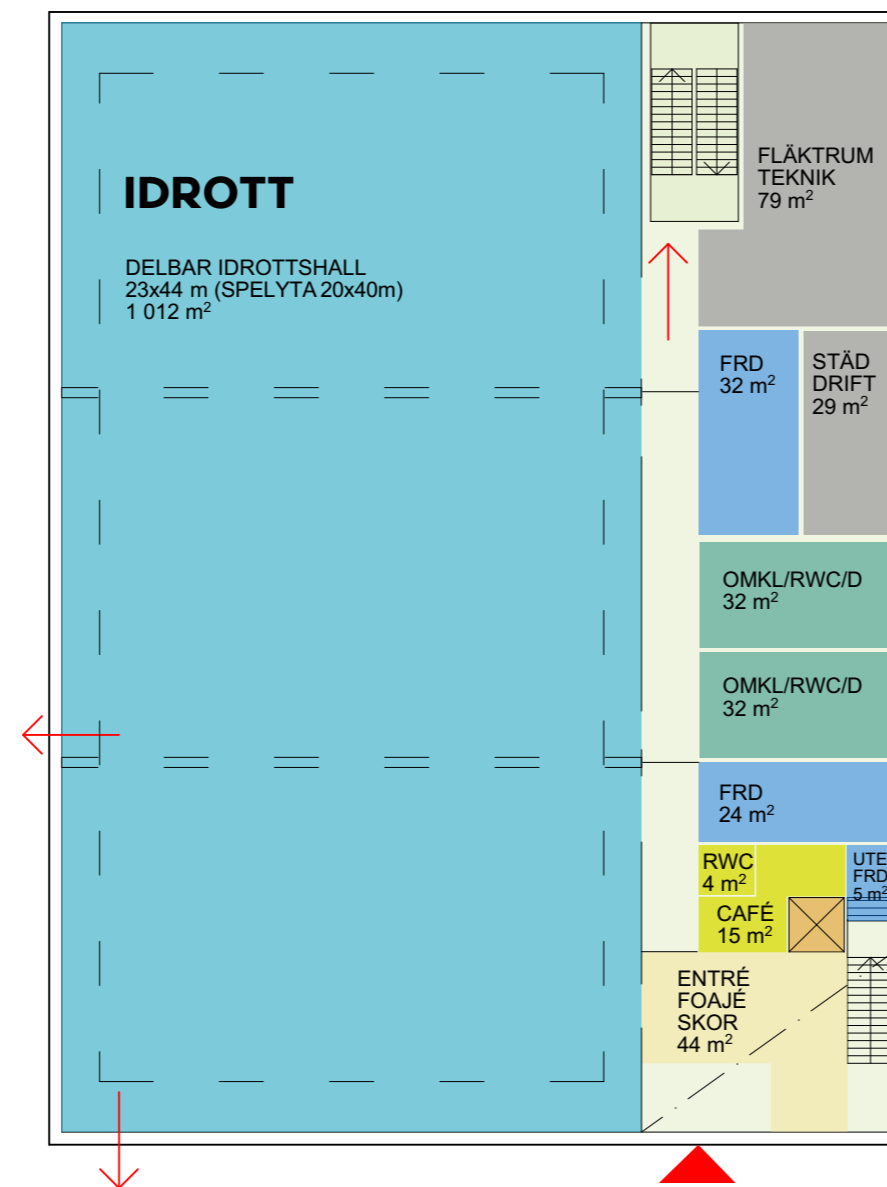 IDROTT
DELBAR IDROTTSHALL
23x44 m (SPELYTA 20x40m)
1 012 m²
FLÄKTRUM
TEKNIK
79 m²
FRD
32 m²
STÄD
DRIFT
29 m²
OMKL/RWC/D
32 m²
OMKL/RWC/D
32 m²
FRD
24 m²
RWC
4 m²
UTE
FRD
5 m²
CAFÉ
15 m²
ENTRÉ
FOAJÉ
SKOR
44 m²